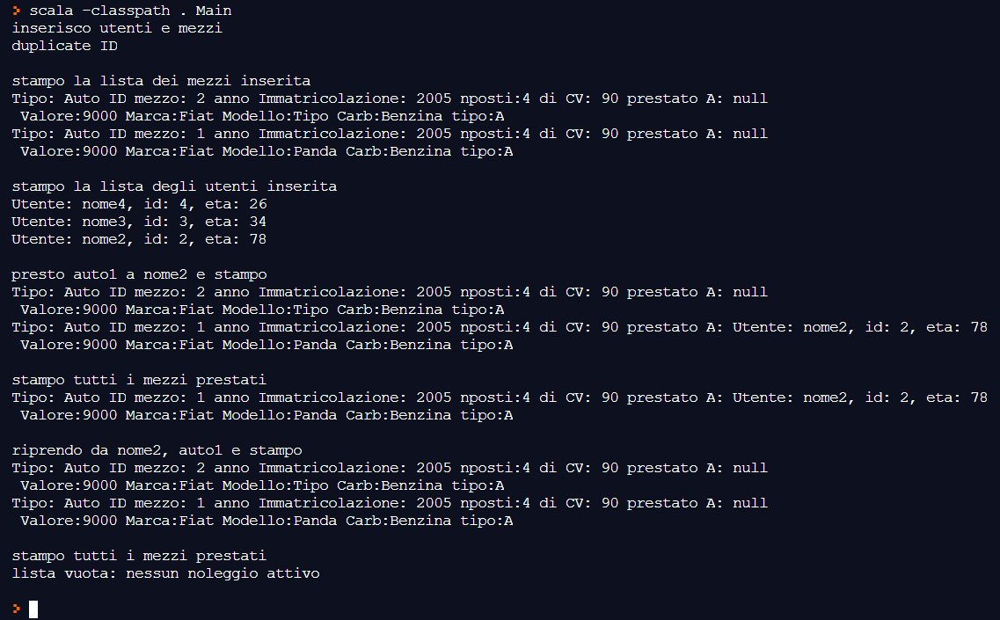 > scala -classpath . Main
inserisco utenti e mezzi
duplicate ID
stampo la lista dei mezzi inserita
Tipo: Auto ID mezzo: 2 anno Immatricolazione: 2005 nposti:4 di CV: 90 prestato A: null
Valore:9000 Marca:Fiat Modello:Tipo Carb:Benzina tipo:A
Tipo: Auto ID mezzo: 1 anno Immatricolazione: 2005 nposti:4 di CV: 90 prestato A: null
Valore:9000 Marca:Fiat Modello:Panda Carb:Benzina tipo:A
stampo la lista degli utenti inserita
Utente: nome4, id: 4, eta: 26
Utente: nome3, id: 3, eta: 34
Utente: nome2, id: 2, eta: 78
presto auto1 a nome2 e stampo
Tipo: Auto ID mezzo: 2 anno Immatricolazione: 2005 nposti:4 di CV: 90 prestato A: null
Valore:9000 Marca:Fiat Modello:Tipo Carb:Benzina tipo:A
Tipo: Auto ID mezzo: 1 anno Immatricolazione: 2005 nposti:4 di CV: 90 prestato A: Utente: nome2, id: 2, eta: 78
Valore:9000 Marca:Fiat Modello:Panda Carb:Benzina tipo:A
stampo tutti i mezzi prestati
Tipo: Auto ID mezzo: 1 anno Immatricolazione: 2005 nposti:4 di CV: 90 prestato A: Utente: nome2, id: 2, eta: 78
Valore:9000 Marca:Fiat Modello:Panda Carb:Benzina tipo:A
riprendo da nome2, auto1 e stampo
Tipo: Auto ID mezzo: 2 anno Immatricolazione: 2005 nposti:4 di CV: 90 prestato A: null
Valore:9000 Marca:Fiat Modello:Tipo Carb:Benzina tipo:A
Tipo: Auto ID mezzo: 1 anno Immatricolazione: 2005 nposti:4 di CV: 90 prestato A: null
Valore:9000 Marca:Fiat Modello:Panda Carb:Benzina tipo:A
stampo tutti i mezzi prestati
lista vuota: nessun noleggio attivo
>